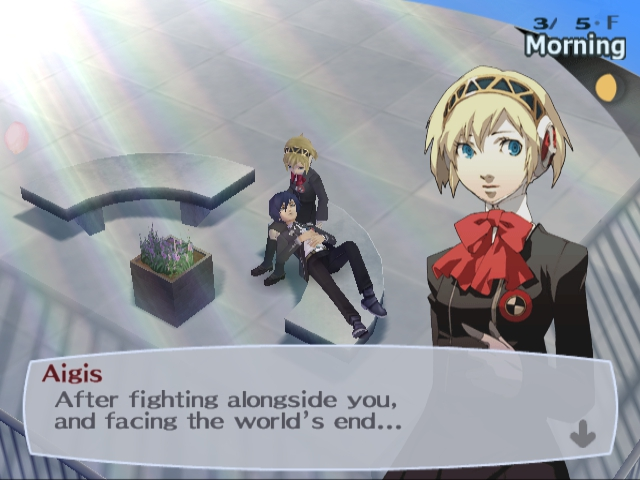 3/ 5・F
Morning
Aigis
After fighting alongside you,
and facing the world's end...